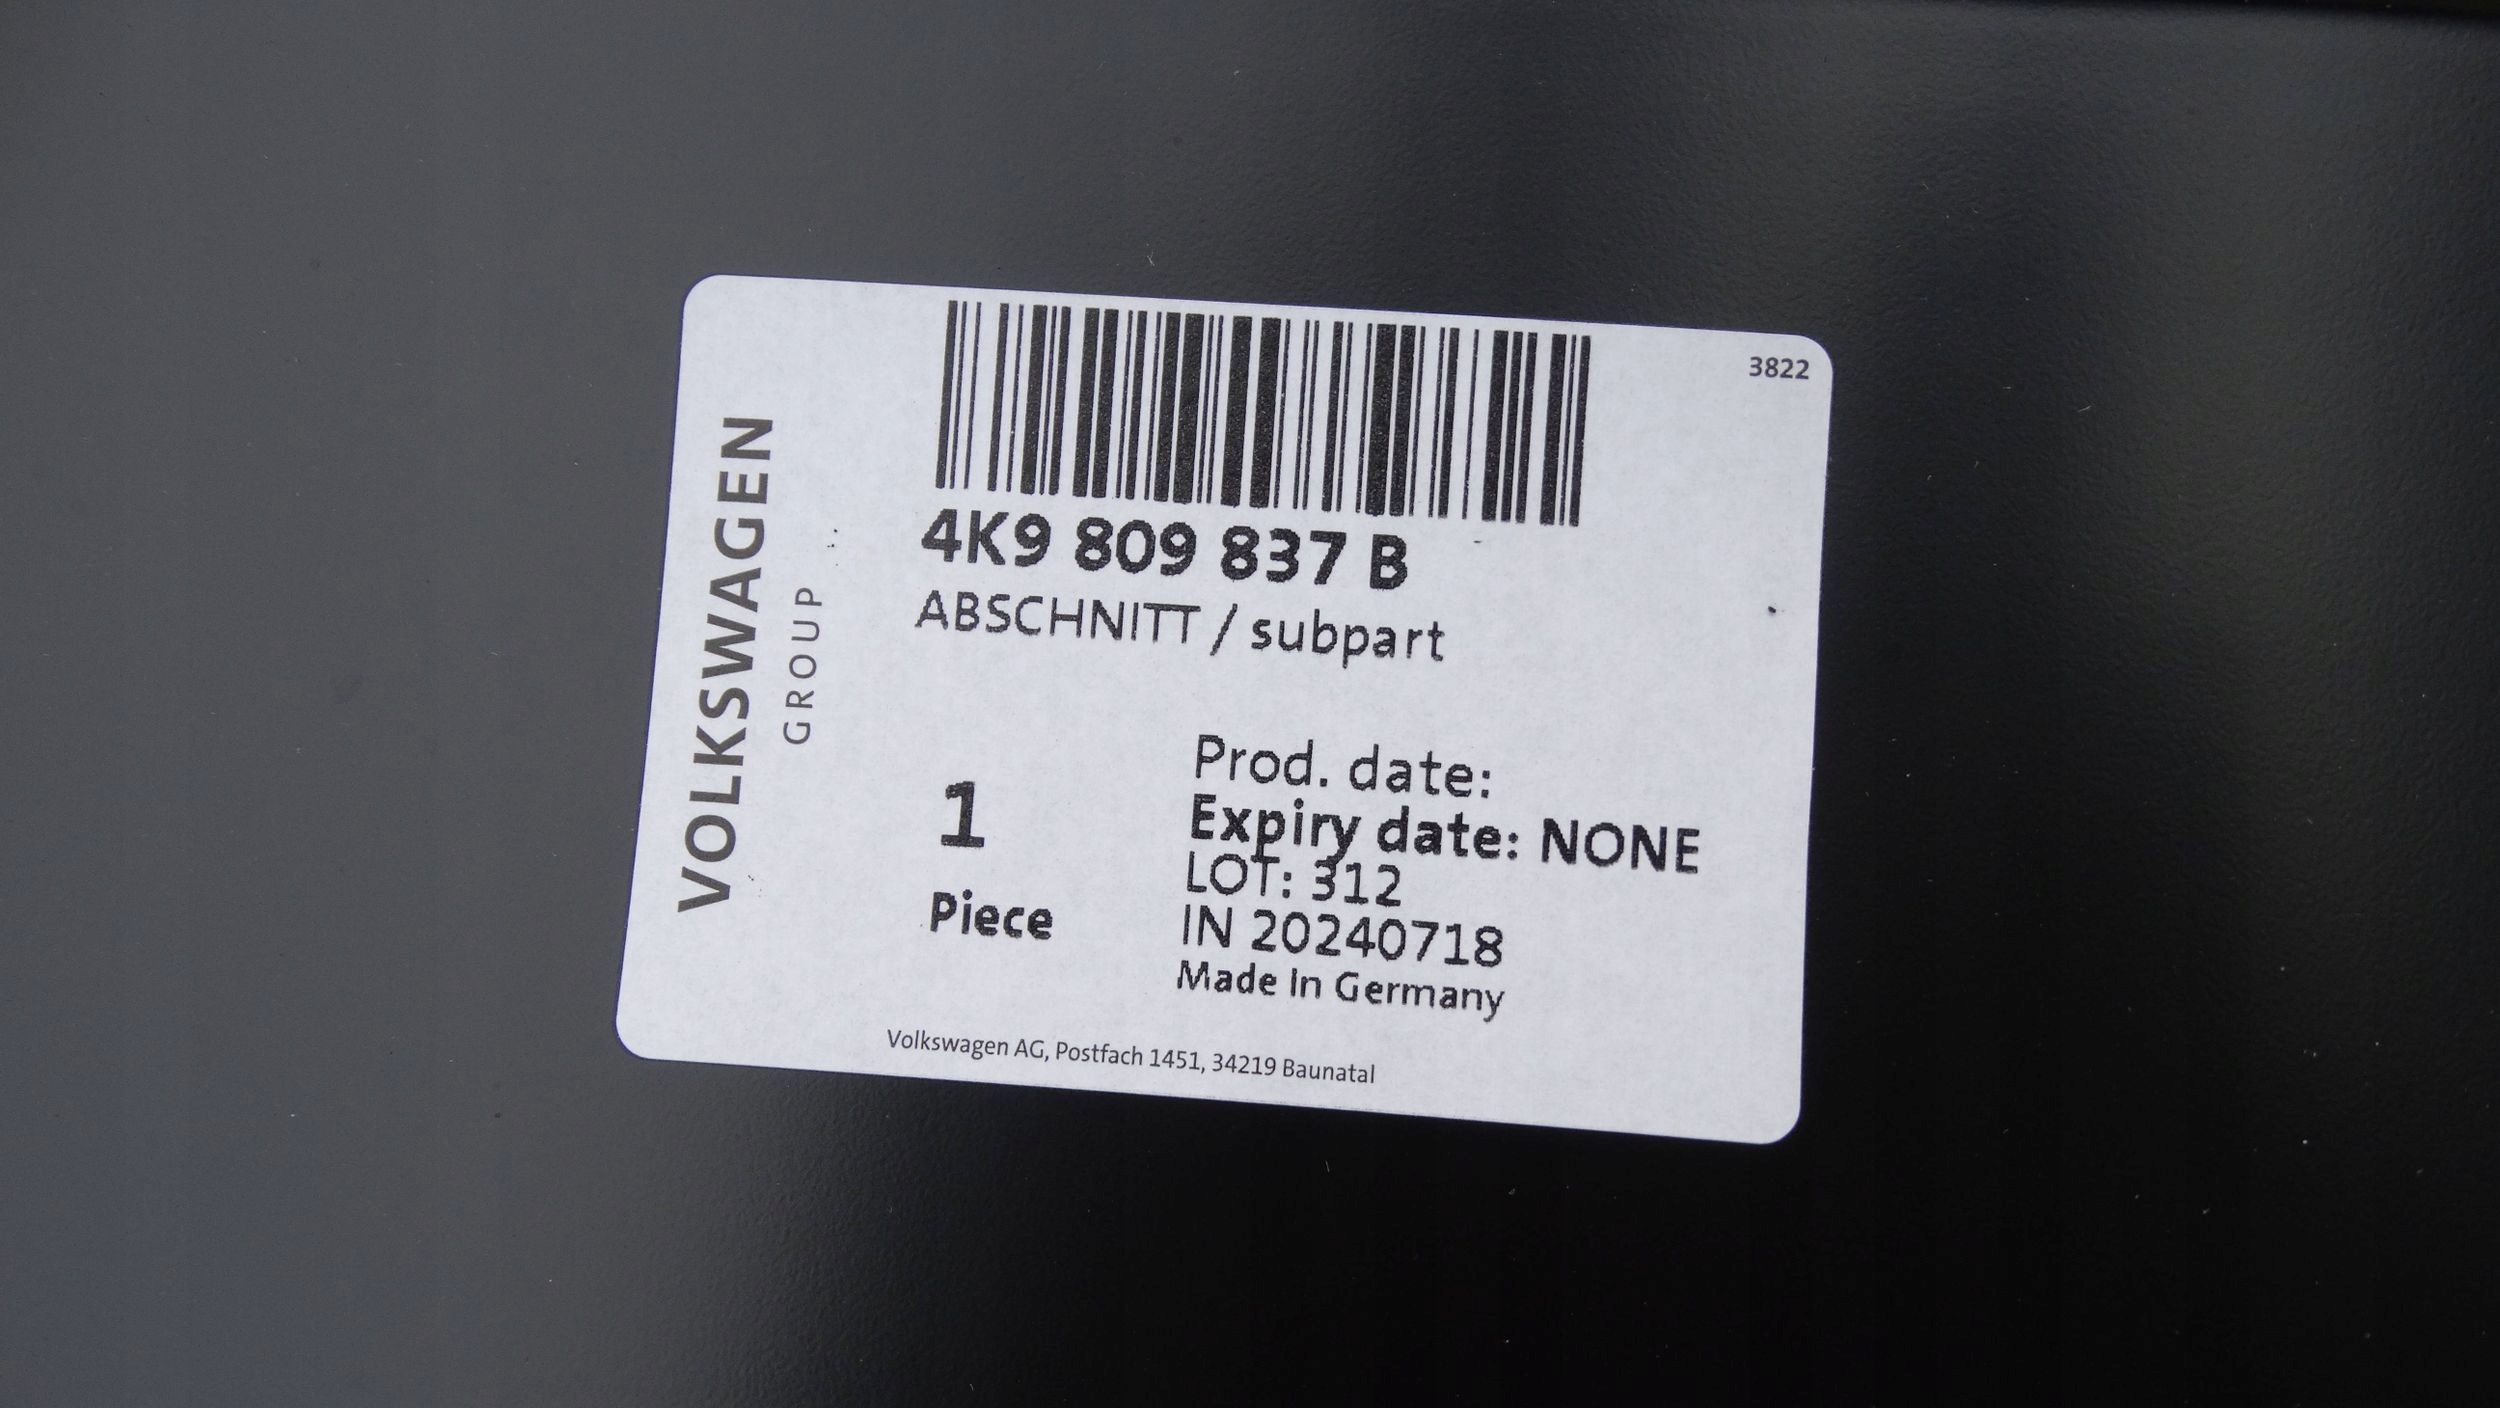 VOLKSWAGEN
GROUP
3822
4K9 809 837 B
ABSCHNITT / subpart
1
Piece
Prod. date:
Expiry date: NONE
LOT: 312
IN 20240718
Made In Germany
Volkswagen AG, Postfach 1451, 34219 Baunatal